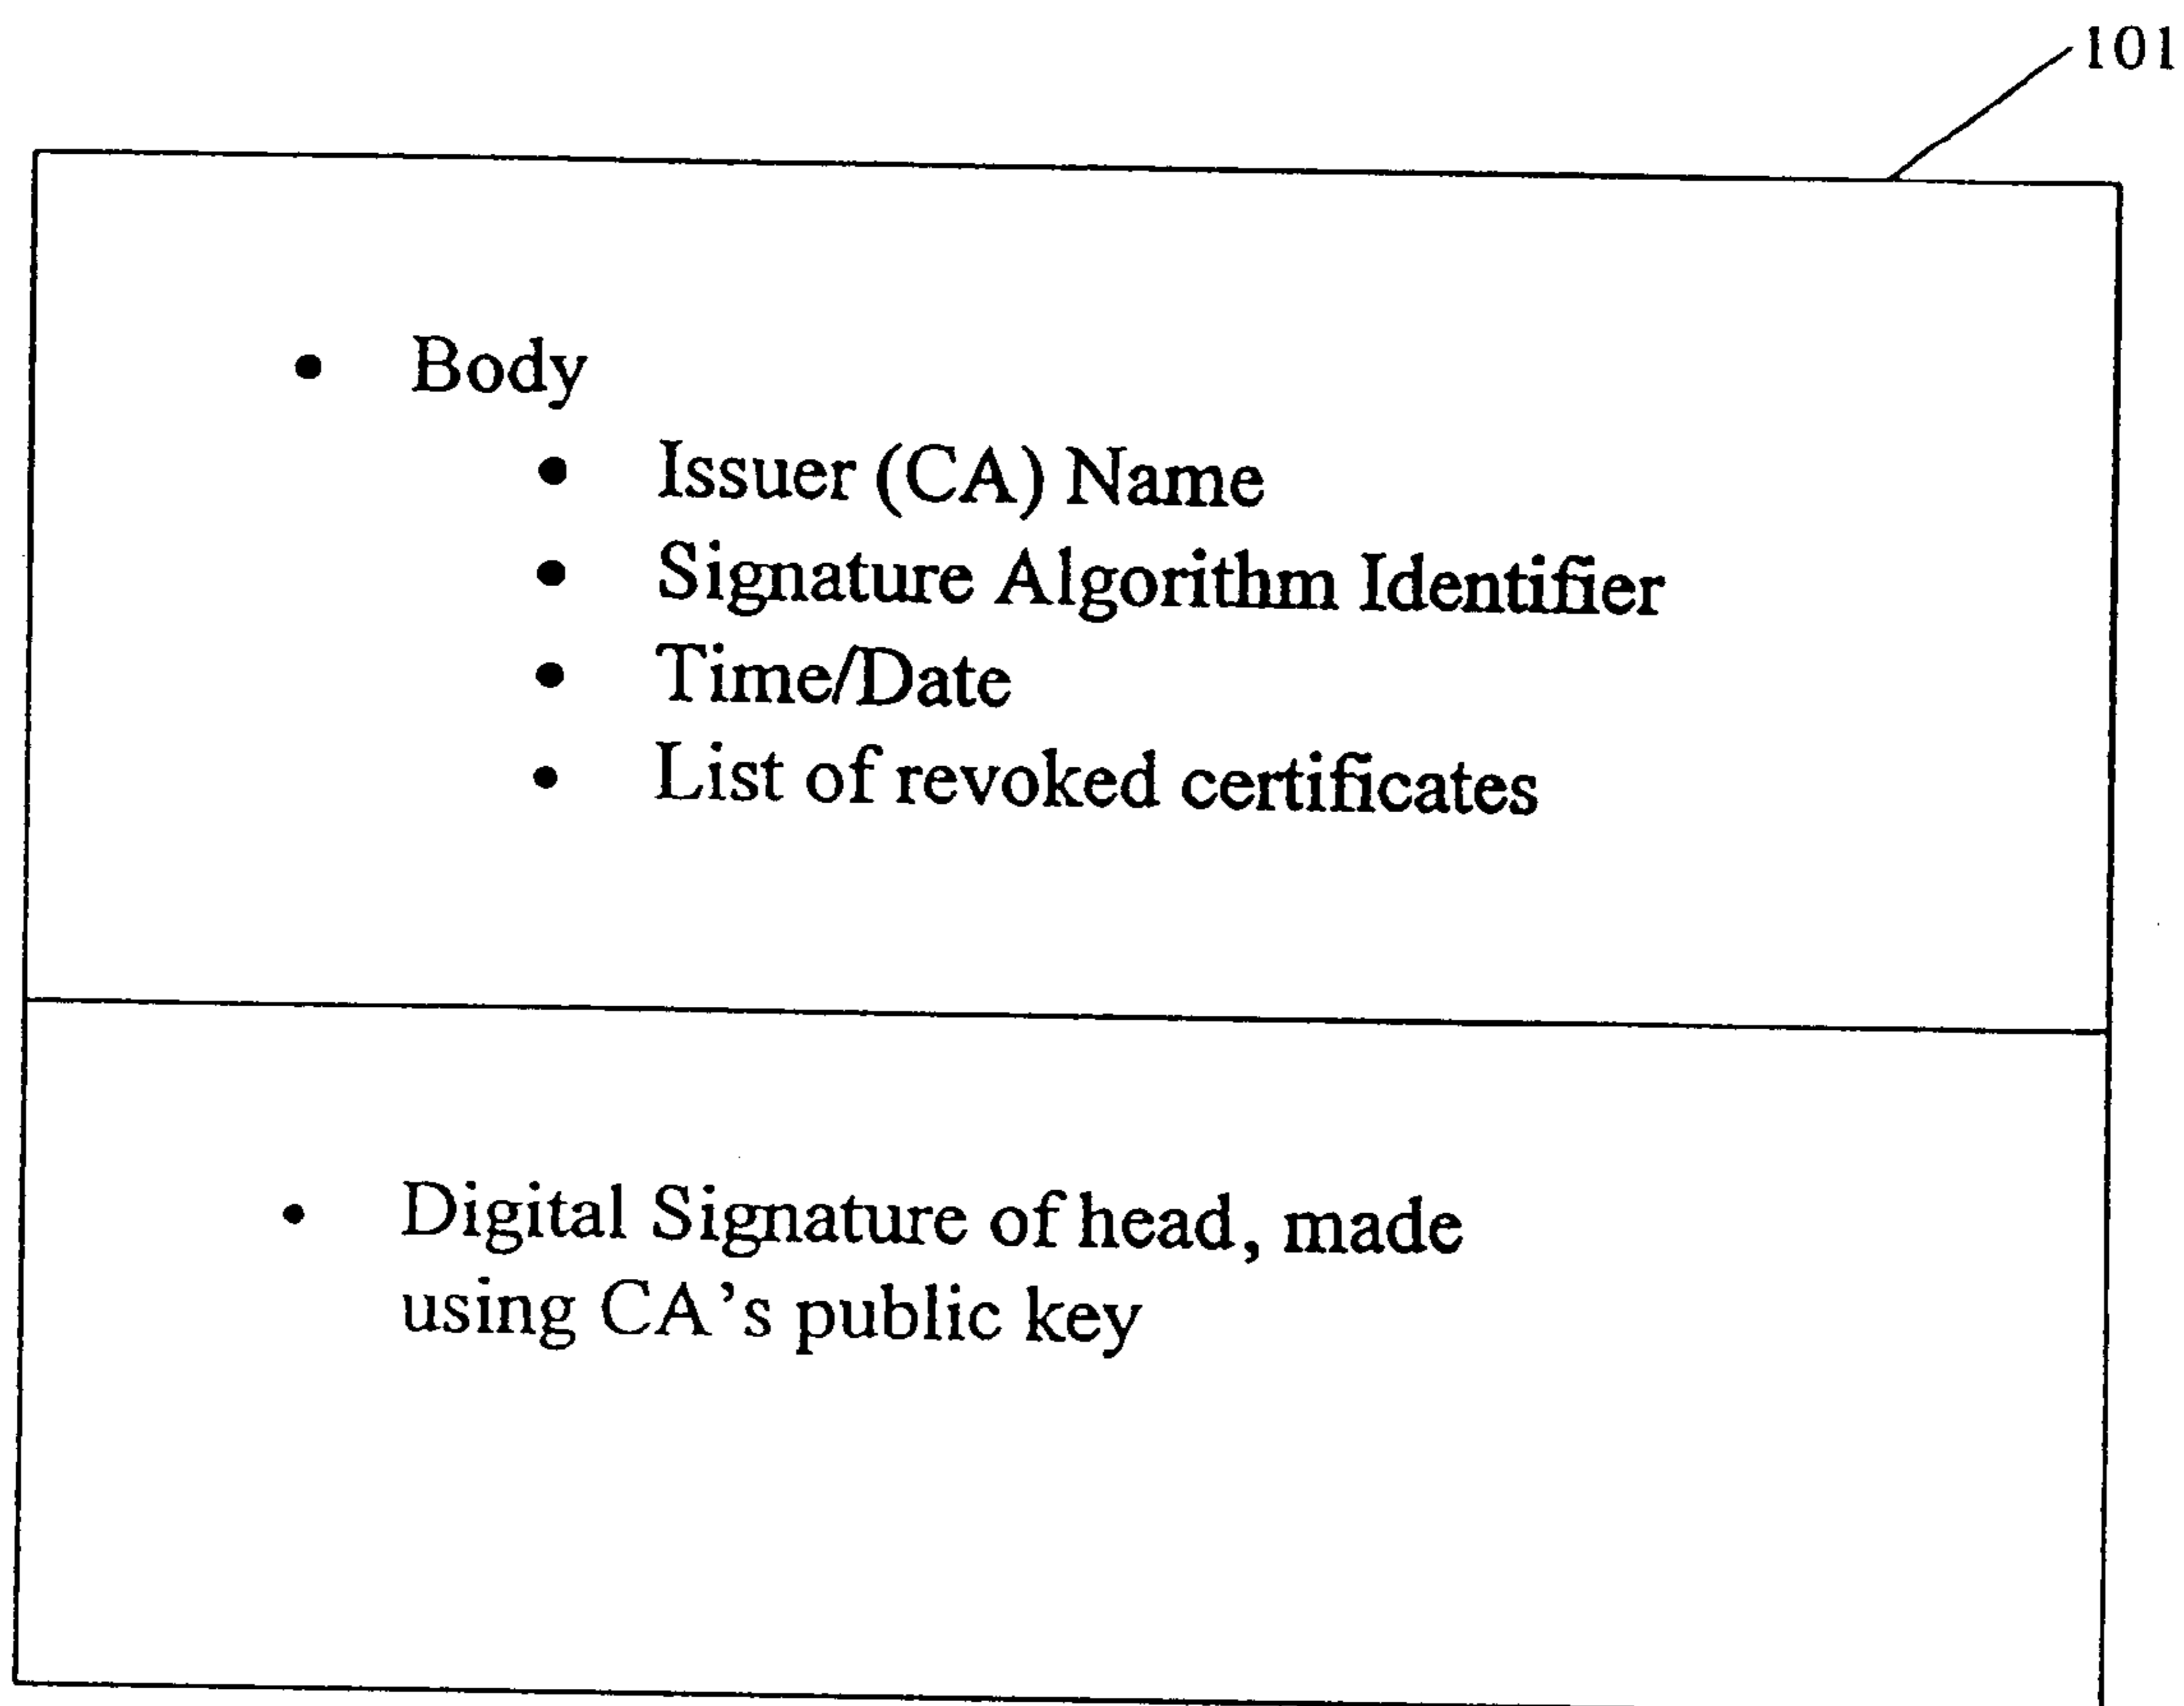 101
• Body
• Issuer (CA) Name
• Signature Algorithm Identifier
• Time/Date
• List of revoked certificates
• Digital Signature of head, made
using CA's public key